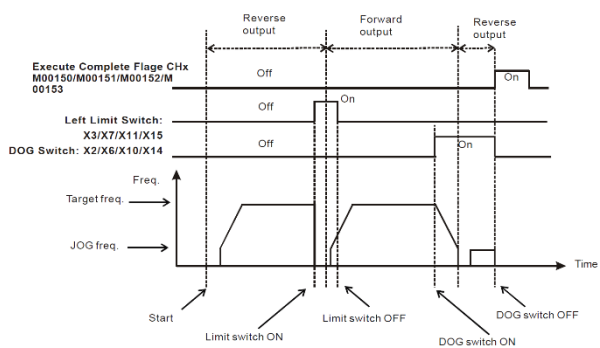 Reverse
output
Forward
output
Reverse
output
Execute Complete Flage CHx
M00150/M00151/M00152/M
00153
Off
On
Off
On
Left Limit Switch:
X3/X7/X11/X15
Off
On
DOG Switch: X2/X6/X10/X14
Freq.
Target freq.
JOG freq.
Time
Start
Limit switch ON
Limit switch OFF
DOG switch ON
DOG switch OFF